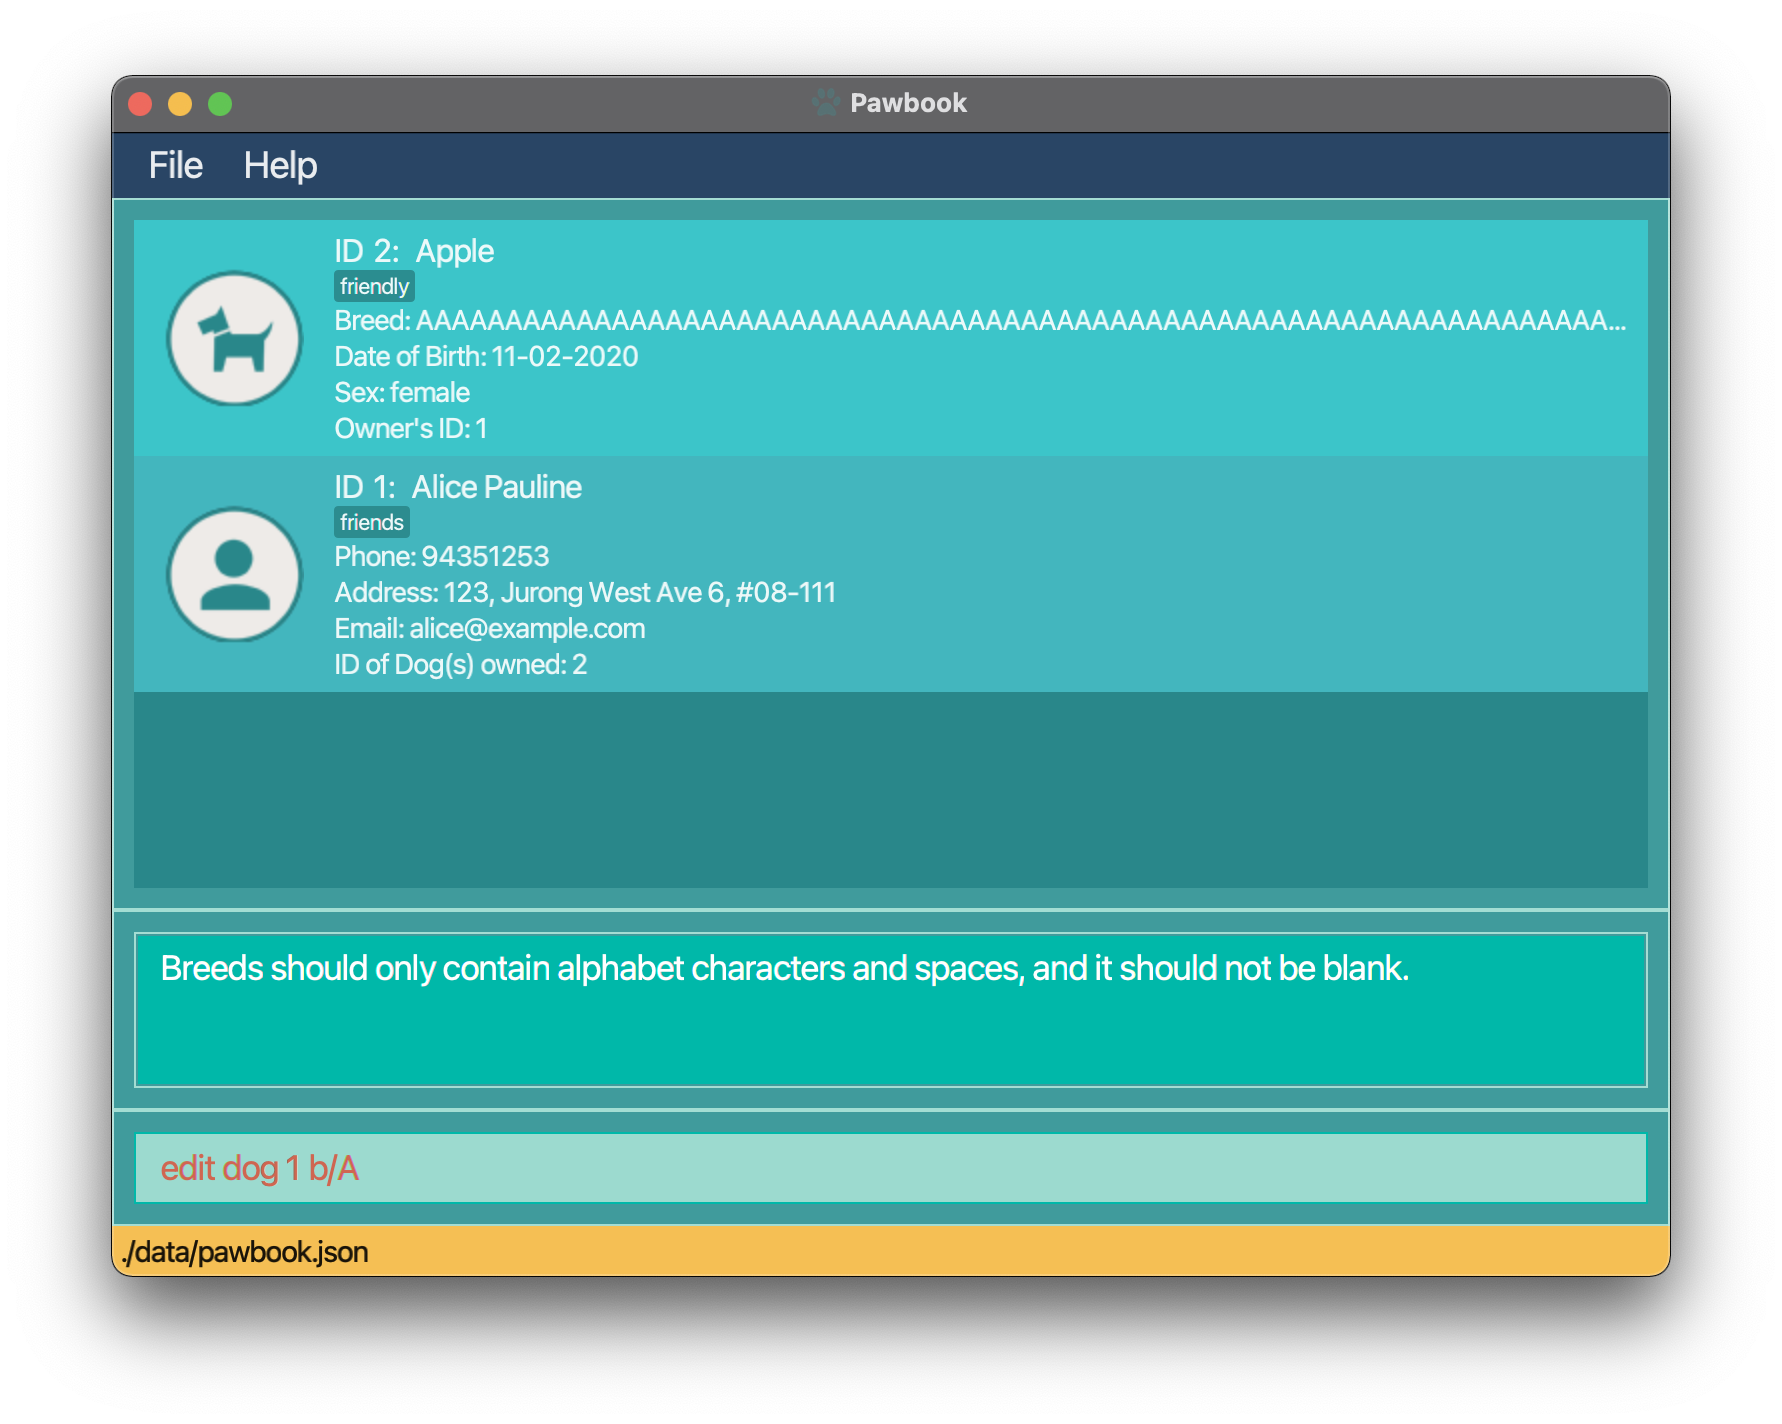 Pawbook
File Help
ID 2: Apple
friendly
Breed: AAAAAAAAAAAAAAAAAAAAAAAAAAAAAAAAAAAAAAAAAAAAAAAAAAAAAAAAAAAAAAAAAAA...
Date of Birth: 11-02-2020
Sex: female
Owner's ID: 1
ID 1: Alice Pauline
friends
Phone: 94351253
Address: 123, Jurong West Ave 6, #08-111
Email: alice@example.com
ID of Dog(s) owned: 2
Breeds should only contain alphabet characters and spaces, and it should not be blank.
edit dog 1 b/A
./data/pawbook.json